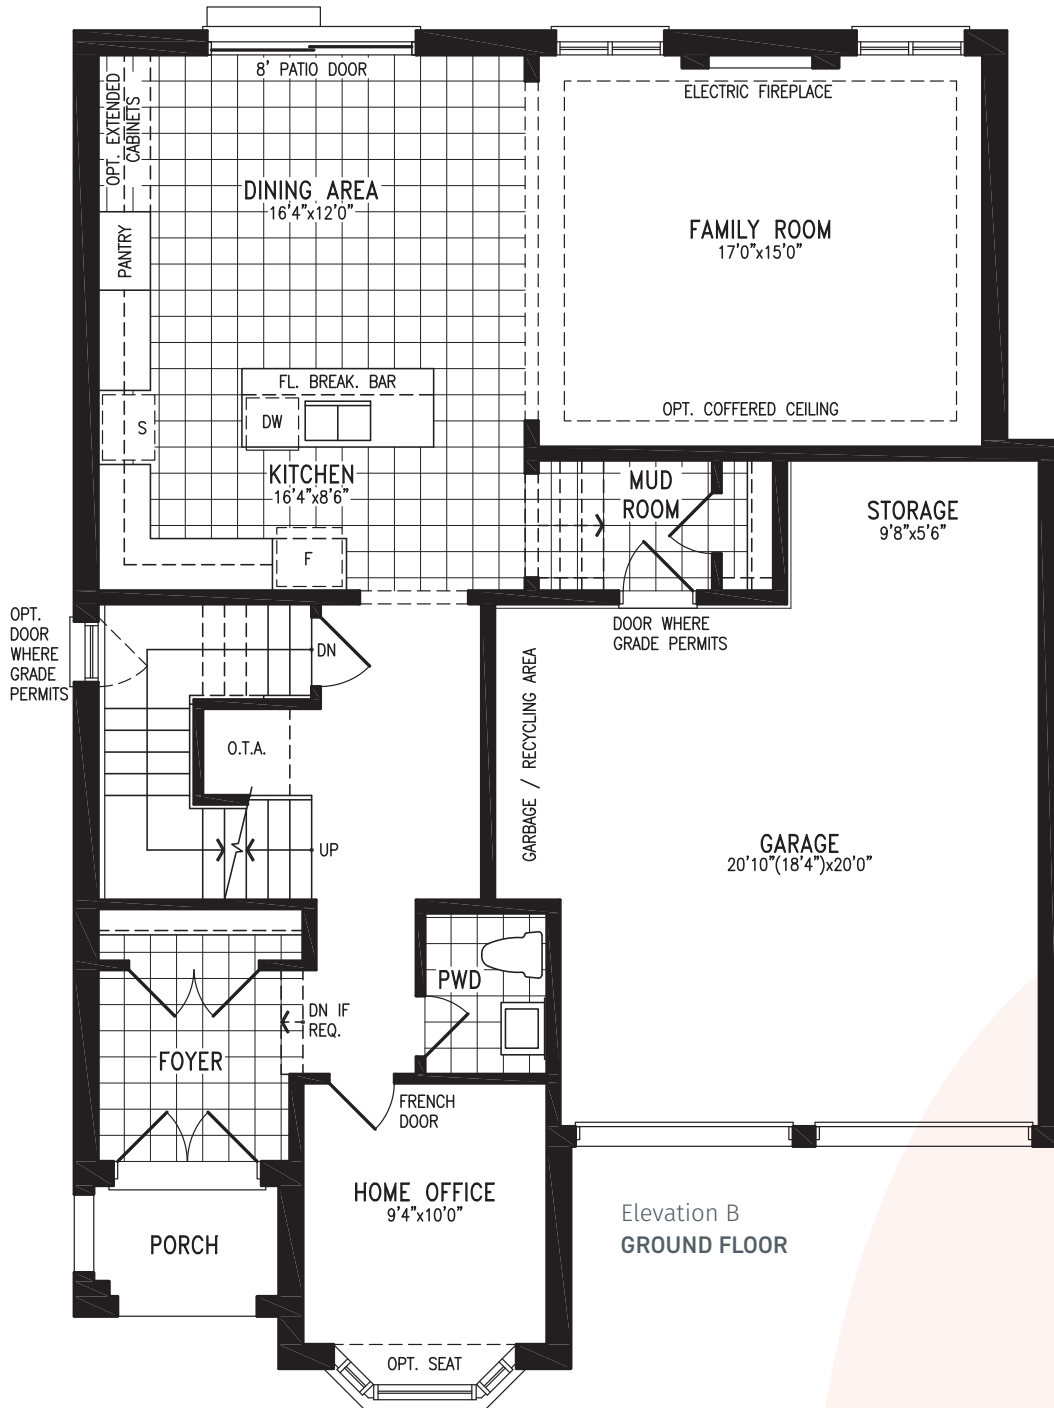 8' PATIO DOOR
OPT. EXTENDED
CABINETS
ELECTRIC FIREPLACE
DINING AREA
16'4"x12'0"
FAMILY ROOM
17'0"x15'0"
PANTRY
FL. BREAK. BAR
DW
S
OPT. COFFERED CEILING
KITCHEN
16'4"x8'6"
MUD
ROOM
STORAGE
9'8"x5'6"
F
OPT.
DOOR
WHERE
GRADE
PERMITS
DOOR WHERE
GRADE PERMITS
DN
GARBAGE / RECYCLING AREA
O.T.A.
UP
GARAGE
20'10"(18'4")x20'0"
PWD
DN IF
REQ.
FOYER
FRENCH
DOOR
HOME OFFICE
9'4"x10'0"
PORCH
Elevation B
GROUND FLOOR
OPT. SEAT